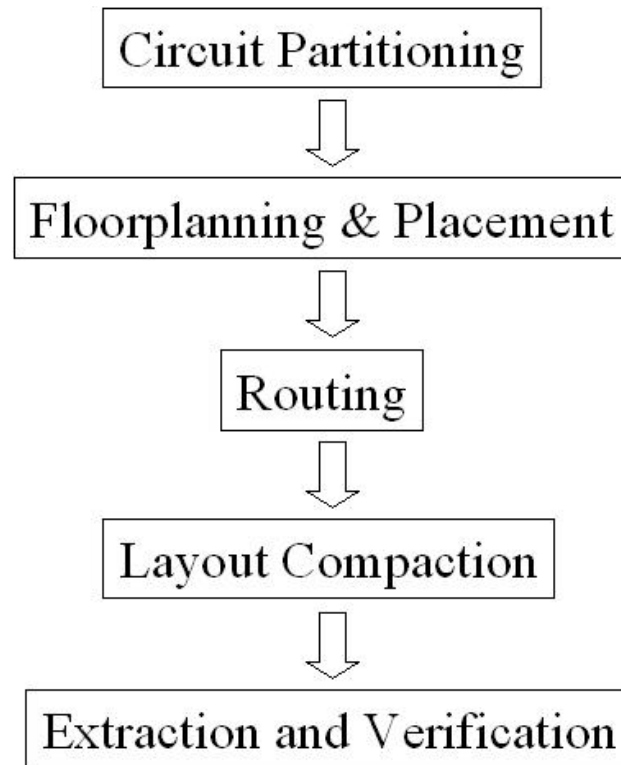 Circuit Partitioning
Floorplanning & Placement
Routing
Layout Compaction
Extraction and Verification